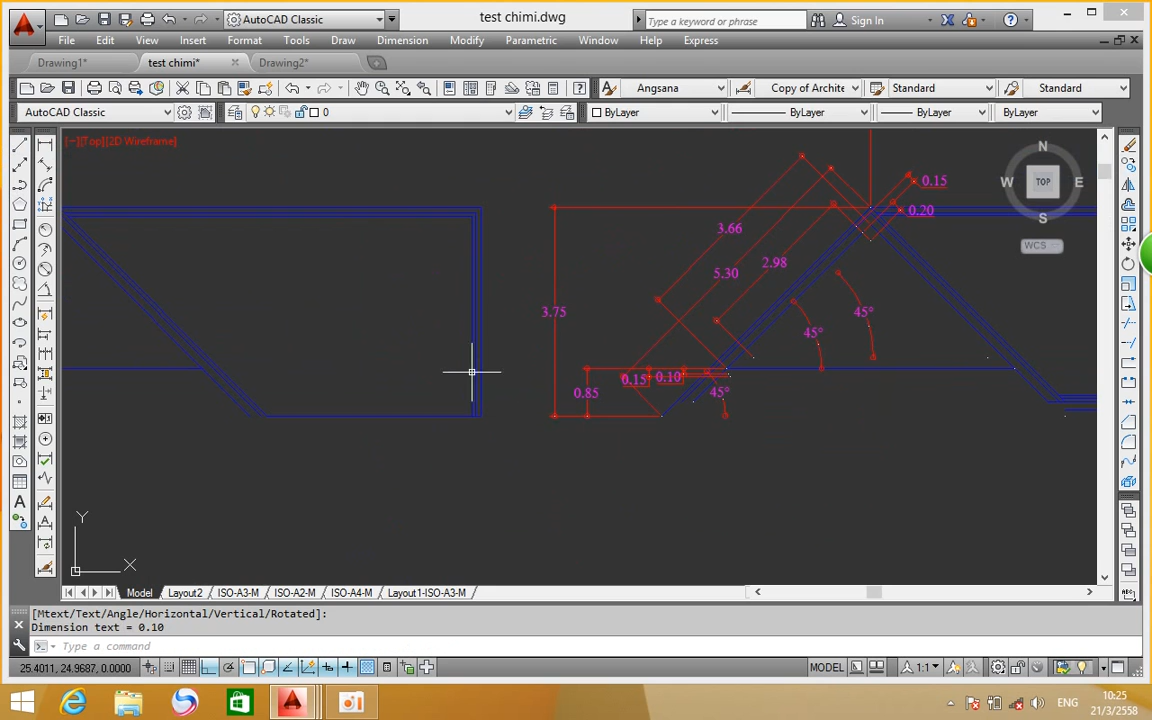 AutoCAD Classic
test chimi.dwg
Type a keyword or phrase
Sign In
File Edit View Insert Format Tools Draw Dimension Modify Parametric Window Help Express
Drawing1*
test chimi*
Drawing2*
Angsana
Copy of Archite
Standard
Standard
AutoCAD Classic
0
ByLayer
ByLayer
ByLayer
ByLayer
[−][Top][2D Wireframe]
N
W
TOP
E
S
WCS
0.15
0.20
3.66
5.30
2.98
3.75
45°
45°
0.15
0.10
0.85
45°
Y
X
Model
Layout2
ISO-A3-M
ISO-A2-M
ISO-A4-M
Layout1-ISO-A3-M
[Mtext/Text/Angle/Horizontal/Vertical/Rotated]:
Dimension text = 0.10
Type a command
25.4011, 24.9687, 0.0000
MODEL
1:1
ENG
10:25
21/3/2558